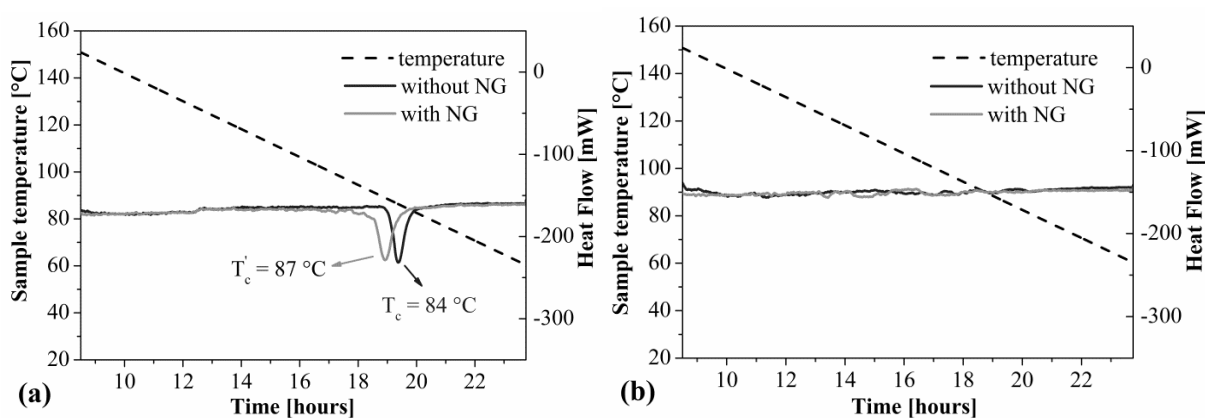 160
140
120
100
80
60
40
20
Sample temperature [°C]
10 12 14 16 18 20 22
Time [hours]
0
-100
-200
-300
Heat Flow [mW]
temperature
without NG
with NG
T'c = 87 °C
Tc = 84 °C
(a)
(b)
160
140
120
100
80
60
40
20
Sample temperature [°C]
10 12 14 16 18 20 22
Time [hours]
0
-100
-200
-300
Heat Flow [mW]
temperature
without NG
with NG